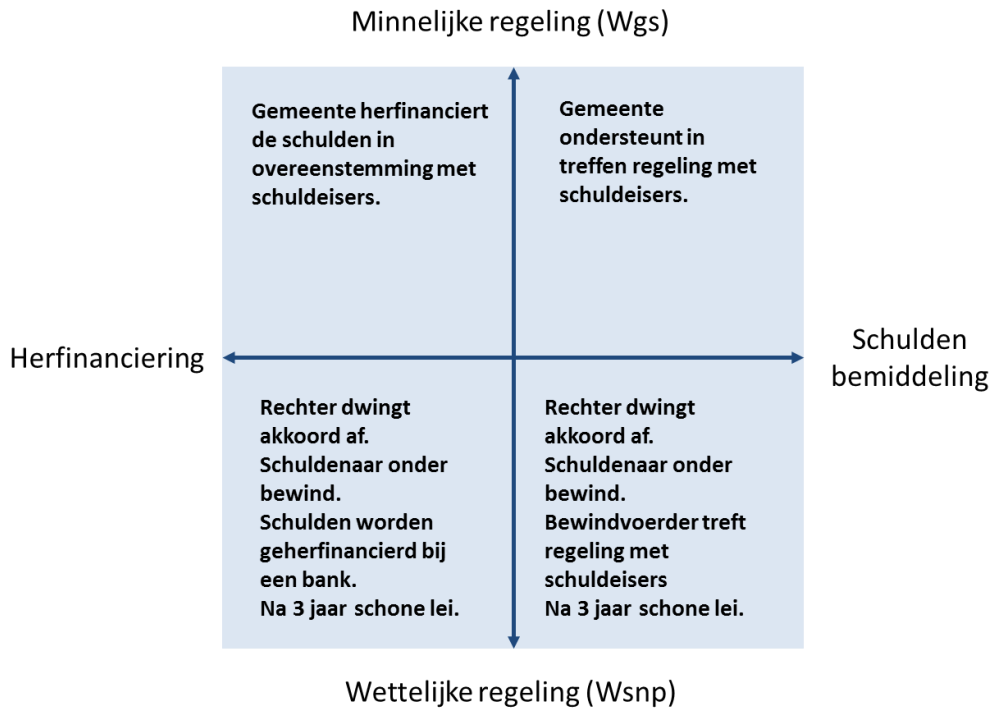 Minnelijke regeling (Wgs)
Gemeente herfinanciert
de schulden in
overeenstemming met
schuldeisers.
Gemeente
ondersteunt in
treffen regeling met
schuldeisers.
Herfinanciering
Schulden
bemiddeling
Rechter dwingt
akkoord af.
Schuldenaar onder
bewind.
Schulden worden
geherfinancierd bij
een bank.
Na 3 jaar schone lei.
Rechter dwingt
akkoord af.
Schuldenaar onder
bewind.
Bewindvoerder treft
regeling met
schuldeisers
Na 3 jaar schone lei.
Wettelijke regeling (Wsnp)